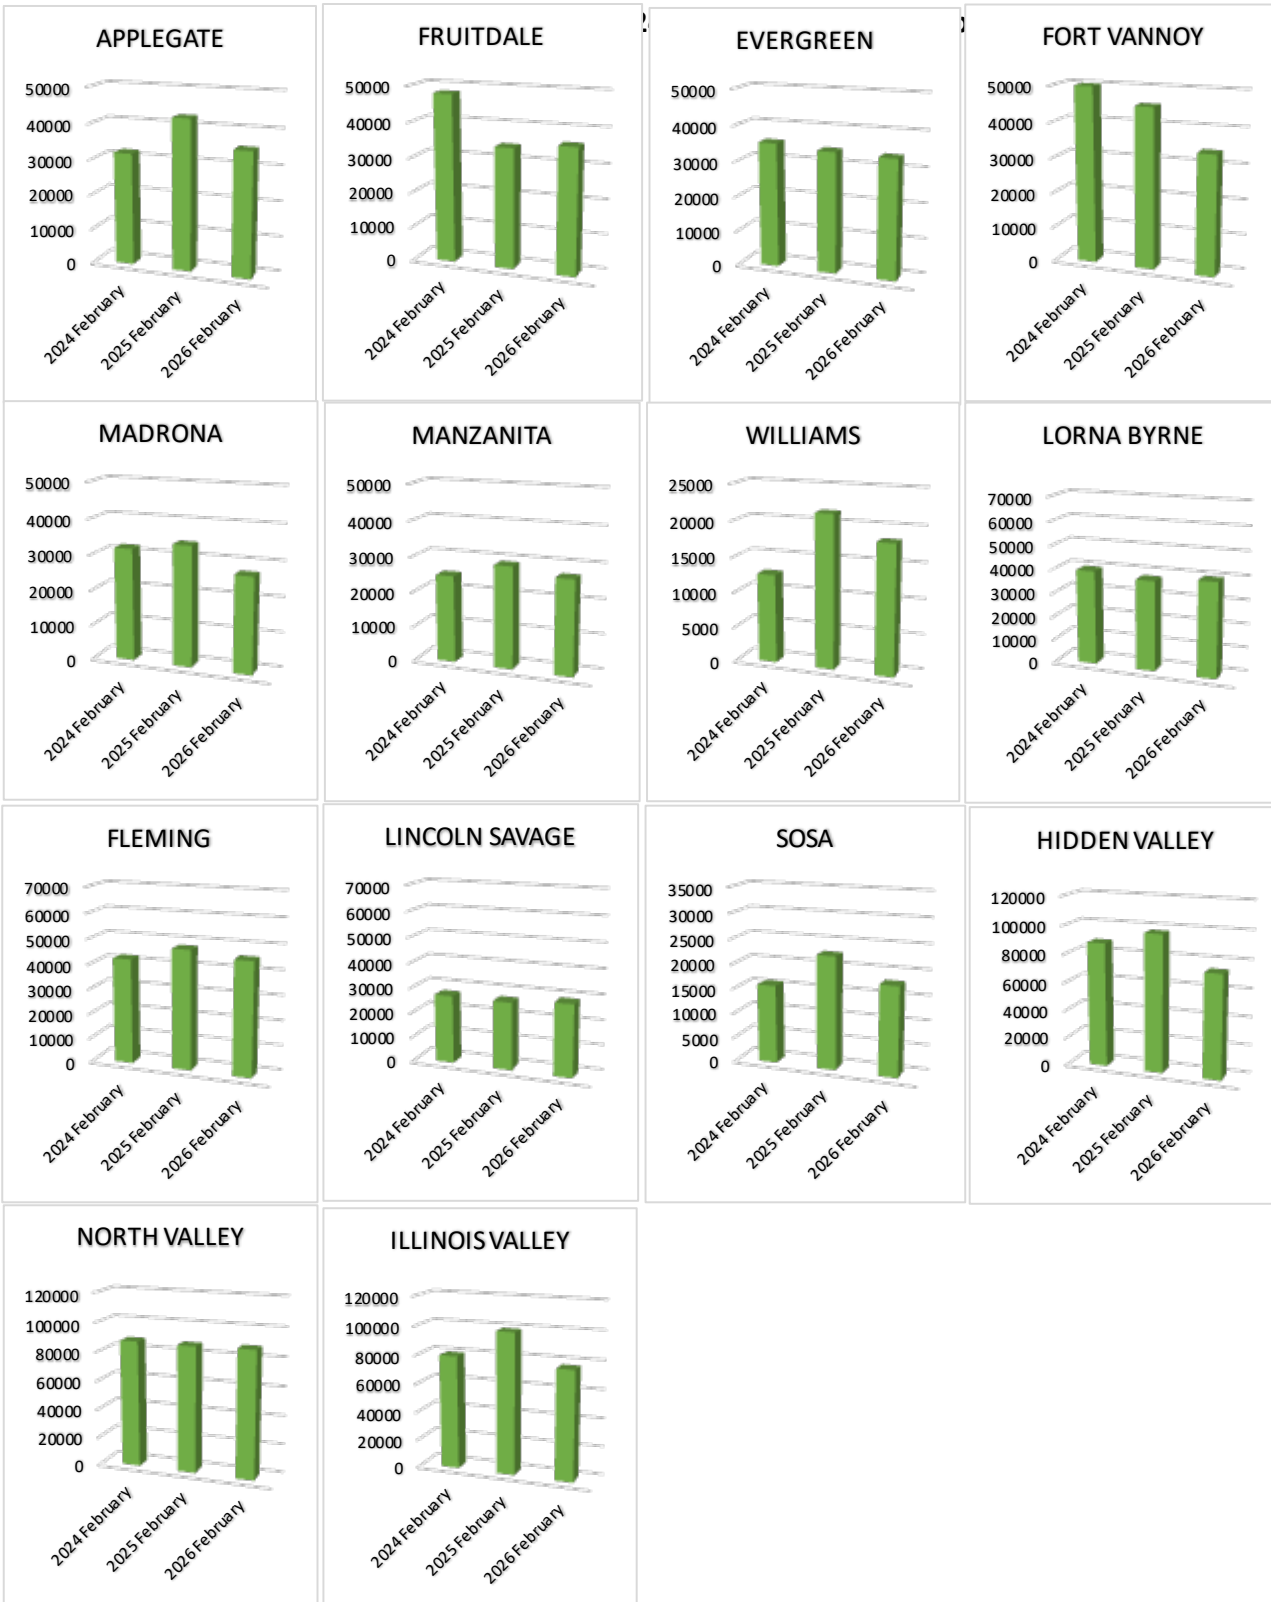 APPLEGATE
50000
40000
30000
20000
10000
0
2024 February
2025 February
2026 February
FRUITDALE
50000
40000
30000
20000
10000
0
2024 February
2025 February
2026 February
EVERGREEN
50000
40000
30000
20000
10000
0
2024 February
2025 February
2026 February
FORT VANNOY
50000
40000
30000
20000
10000
0
2024 February
2025 February
2026 February
MADRONA
50000
40000
30000
20000
10000
0
2024 February
2025 February
2026 February
MANZANITA
50000
40000
30000
20000
10000
0
2024 February
2025 February
2026 February
WILLIAMS
25000
20000
15000
10000
5000
0
2024 February
2025 February
2026 February
LORNA BYRNE
70000
60000
50000
40000
30000
20000
10000
0
2024 February
2025 February
2026 February
FLEMING
70000
60000
50000
40000
30000
20000
10000
0
2024 February
2025 February
2026 February
LINCOLN SAVAGE
70000
60000
50000
40000
30000
20000
10000
0
2024 February
2025 February
2026 February
SOSA
35000
30000
25000
20000
15000
10000
5000
0
2024 February
2025 February
2026 February
HIDDEN VALLEY
120000
100000
80000
60000
40000
20000
0
2024 February
2025 February
2026 February
NORTH VALLEY
120000
100000
80000
60000
40000
20000
0
2024 February
2025 February
2026 February
ILLINOIS VALLEY
120000
100000
80000
60000
40000
20000
0
2024 February
2025 February
2026 February